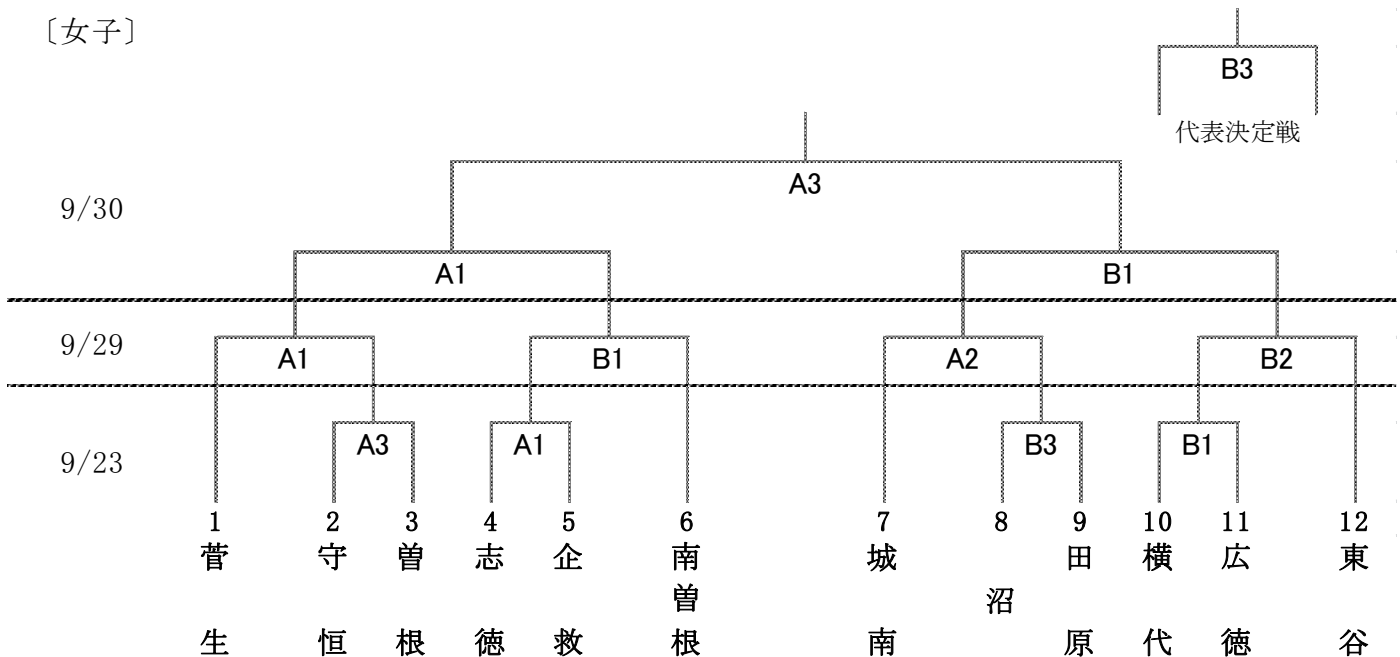 〔女子〕
B3
代表決定戦
A3
9/30
A1
B1
9/29
A1
B1
A2
B2
9/23
A3
A1
B3
B1
1 2 3 4 5 6 7 8 9 10 11 12
菅生
守恒
曽根
志徳
企救
南曽根
城南
沼
田原
横代
広徳
東谷